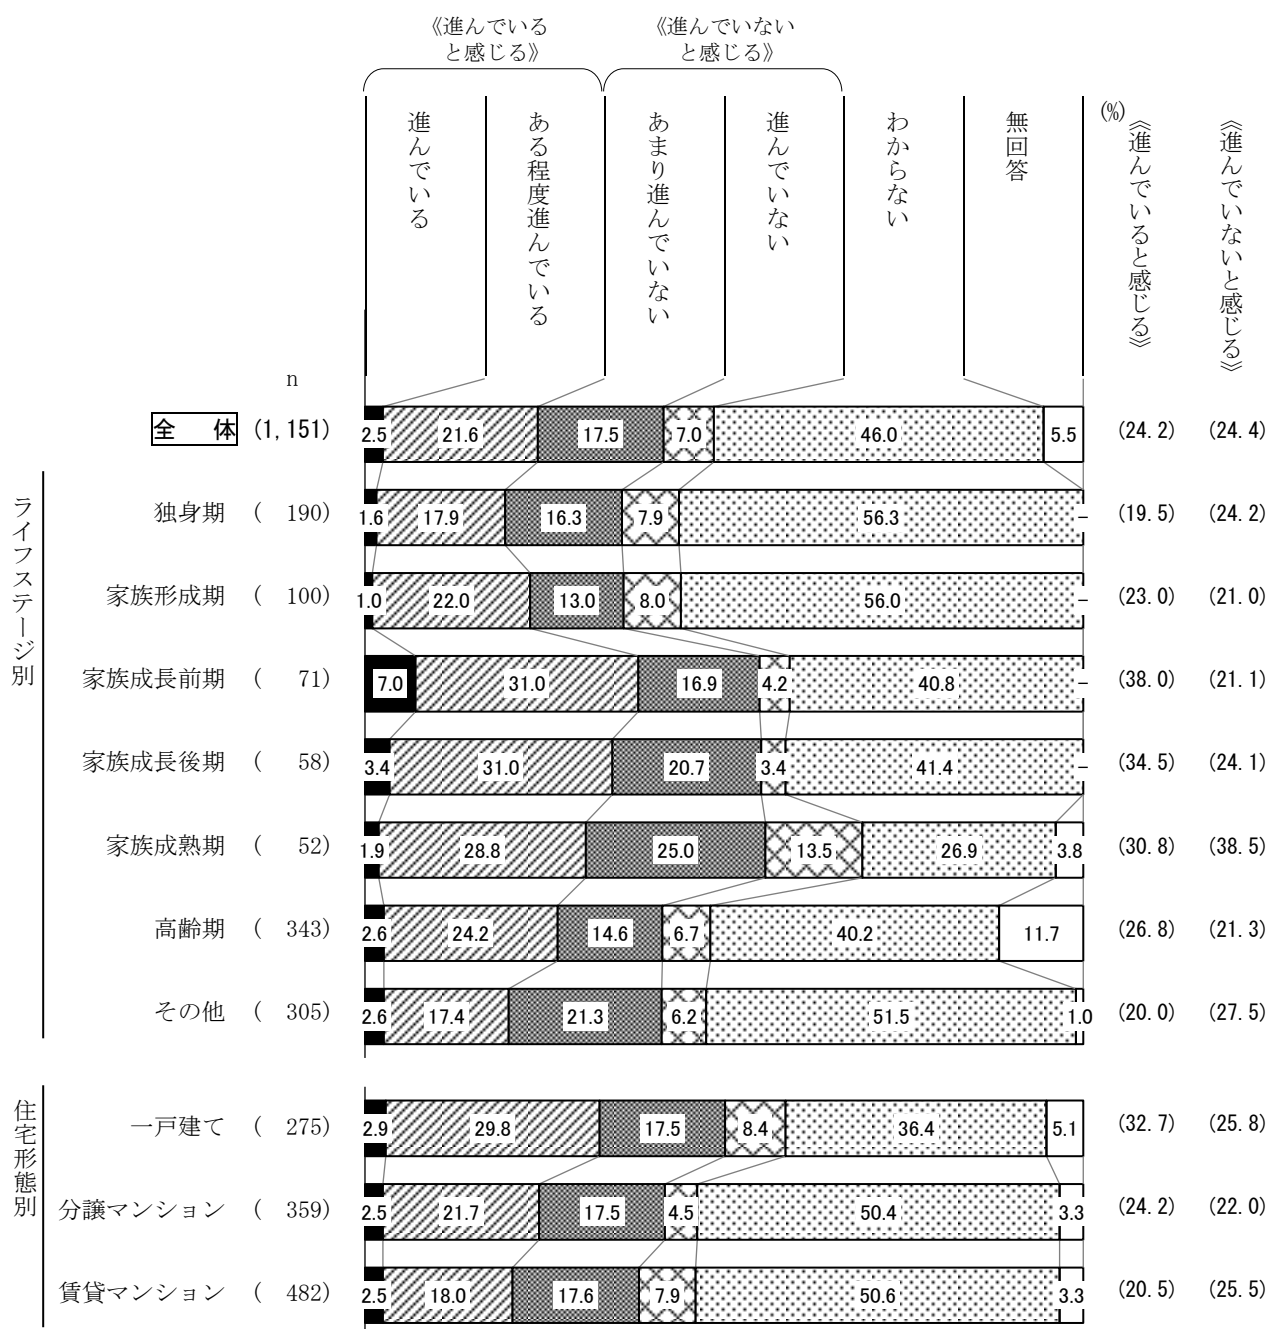 《進んでいる
と感じる》
《進んでいない
と感じる》
進んでいる
ある程度進んでいる
あまり進んでいない
進んでいない
わからない
無回答
(%)
《進んでいると感じる》
《進んでいないと感じる》
n
全 体 (1,151) 2.5 21.6 17.5 7.0 46.0 5.5 (24.2) (24.4)
ライフステージ別
独身期 ( 190) 1.6 17.9 16.3 7.9 56.3 - (19.5) (24.2)
家族形成期 ( 100) 1.0 22.0 13.0 8.0 56.0 - (23.0) (21.0)
家族成長前期 ( 71) 7.0 31.0 16.9 4.2 40.8 - (38.0) (21.1)
家族成長後期 ( 58) 3.4 31.0 20.7 3.4 41.4 - (34.5) (24.1)
家族成熟期 ( 52) 1.9 28.8 25.0 13.5 26.9 3.8 (30.8) (38.5)
高齢期 ( 343) 2.6 24.2 14.6 6.7 40.2 11.7 (26.8) (21.3)
その他 ( 305) 2.6 17.4 21.3 6.2 51.5 1.0 (20.0) (27.5)
住宅形態別
一戸建て ( 275) 2.9 29.8 17.5 8.4 36.4 5.1 (32.7) (25.8)
分譲マンション ( 359) 2.5 21.7 17.5 4.5 50.4 3.3 (24.2) (22.0)
賃貸マンション ( 482) 2.5 18.0 17.6 7.9 50.6 3.3 (20.5) (25.5)